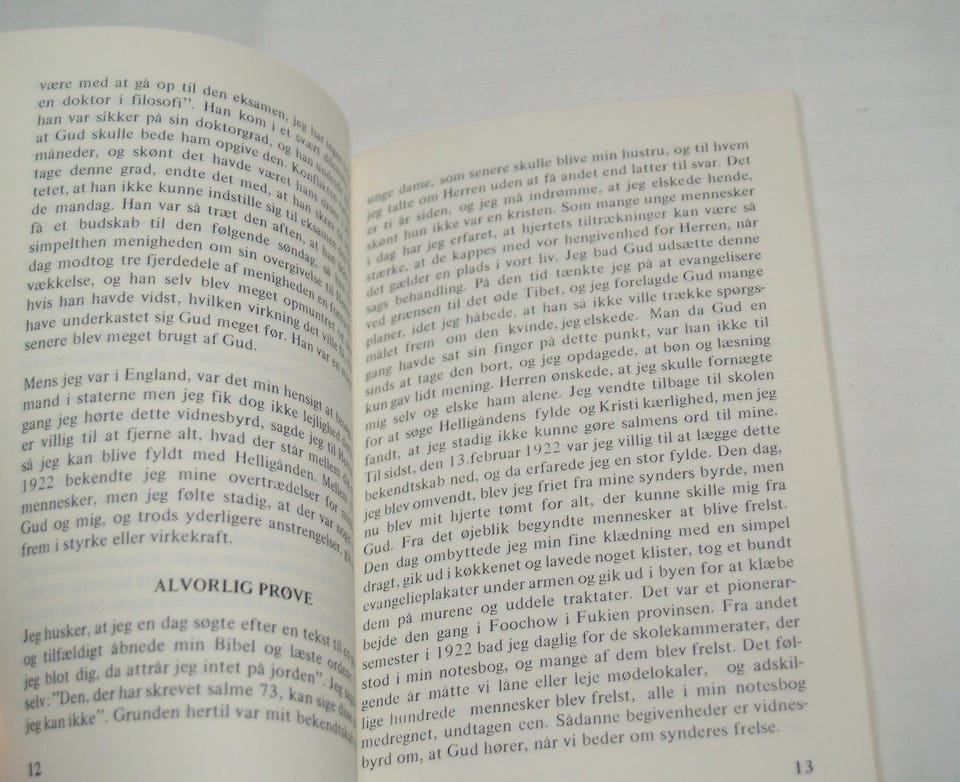 være med at gå op til den eksamen, jeg har
en doktor i filosofi". Han kom i et svært
han var sikker på sin doktorgrad, og han
at Gud skulle bede ham opgive den. Konflikten
måneder, og skønt det havde været hans
tage denne grad, endte det med, at han skrev til
tetet, at han ikke kunne indstille sig til eksamen
de mandag. Han var så træt den aften, at han ikke
få et budskab til den følgende søndag, så han
simpelthen menigheden om sin overgivelse til
dag modtog tre fjerdedele af menigheden en
vækkelse, og han selv blev meget opmuntret og
hvis han havde vidst, hvilken virkning det ville få,
have underkastet sig Gud meget før. Han var en
senere blev meget brugt af Gud.
Mens jeg var i England, var det min hensigt at besøge
mand i staterne men jeg fik dog ikke lejlighed
gang jeg hørte dette vidnesbyrd, sagde jeg til
er villig til at fjerne alt, hvad der står mellem
så jeg kan blive fyldt med Helligånden. Mellem
1922 bekendte jeg mine overtrædelser for
mennesker, men jeg følte stadig, at der var noget
Gud og mig, og trods yderligere anstrengelser,
frem i styrke eller virkekraft.
ALVORLIG PRØVE
Jeg husker, at jeg en dag søgte efter en tekst til
og tilfældigt åbnede min Bibel og læste ordene
jeg blot dig, da attrår jeg intet på jorden". Jeg
selv: "Den, der har skrevet salme 73, kan sige
jeg kan ikke". Grunden hertil var mit bekendtskab
12
unge dame, som senere skulle blive min hustru, og til hvem
jeg talte om Herren uden at få andet end latter til svar. Det
er ti år siden, og jeg må indrømme, at jeg elskede hende,
skønt hun ikke var en kristen. Som mange unge mennesker
i dag har jeg erfaret, at hjertets tiltrækninger kan være så
stærke, at de kappes med vor hengivenhed for Herren, når
det gælder en plads i vort liv. Jeg bad Gud udsætte denne
sags behandling. På den tid tænkte jeg på at evangelisere
ved grænsen til det øde Tibet, og jeg forelagde Gud mange
planer, idet jeg håbede, at han så ikke ville trække spørgs-
målet frem om den kvinde, jeg elskede. Man da Gud en
gang havde sat sin finger på dette punkt, var han ikke til
sinds at tage den bort, og jeg opdagede, at bøn og læsning
kun gav lidt mening. Herren ønskede, at jeg skulle fornægte
mig selv og elske ham alene. Jeg vendte tilbage til skolen
for at søge Helligåndens fylde og Kristi kærlighed, men jeg
fandt, at jeg stadig ikke kunne gøre salmens ord til mine.
Til sidst, den 13.februar 1922 var jeg villig til at lægge dette
bekendtskab ned, og da erfarede jeg en stor fylde. Den dag,
jeg blev omvendt, blev jeg friet fra mine synders byrde, men
nu blev mit hjerte tømt for alt, der kunne skille mig fra
Gud. Fra det øjeblik begyndte mennesker at blive frelst.
Den dag ombyttede jeg min fine klædning med en simpel
dragt, gik ud i køkkenet og lavede noget klister, tog et bundt
evangelieplakater under armen og gik ud i byen for at klæbe
dem på murene og uddele traktater. Det var et pionerar-
bejde den gang i Foochow i Fukien provinsen. Fra andet
semester i 1922 bad jeg daglig for de skolekammerater, der
stod i min notesbog, og mange af dem blev frelst. Det føl-
gende år måtte vi låne eller leje mødelokaler, og adskil-
lige hundrede mennesker blev frelst, alle i min notesbog
medregnet, undtagen een. Sådanne begivenheder er vidnes-
byrd om, at Gud hører, når vi beder om synderes frelse.
13